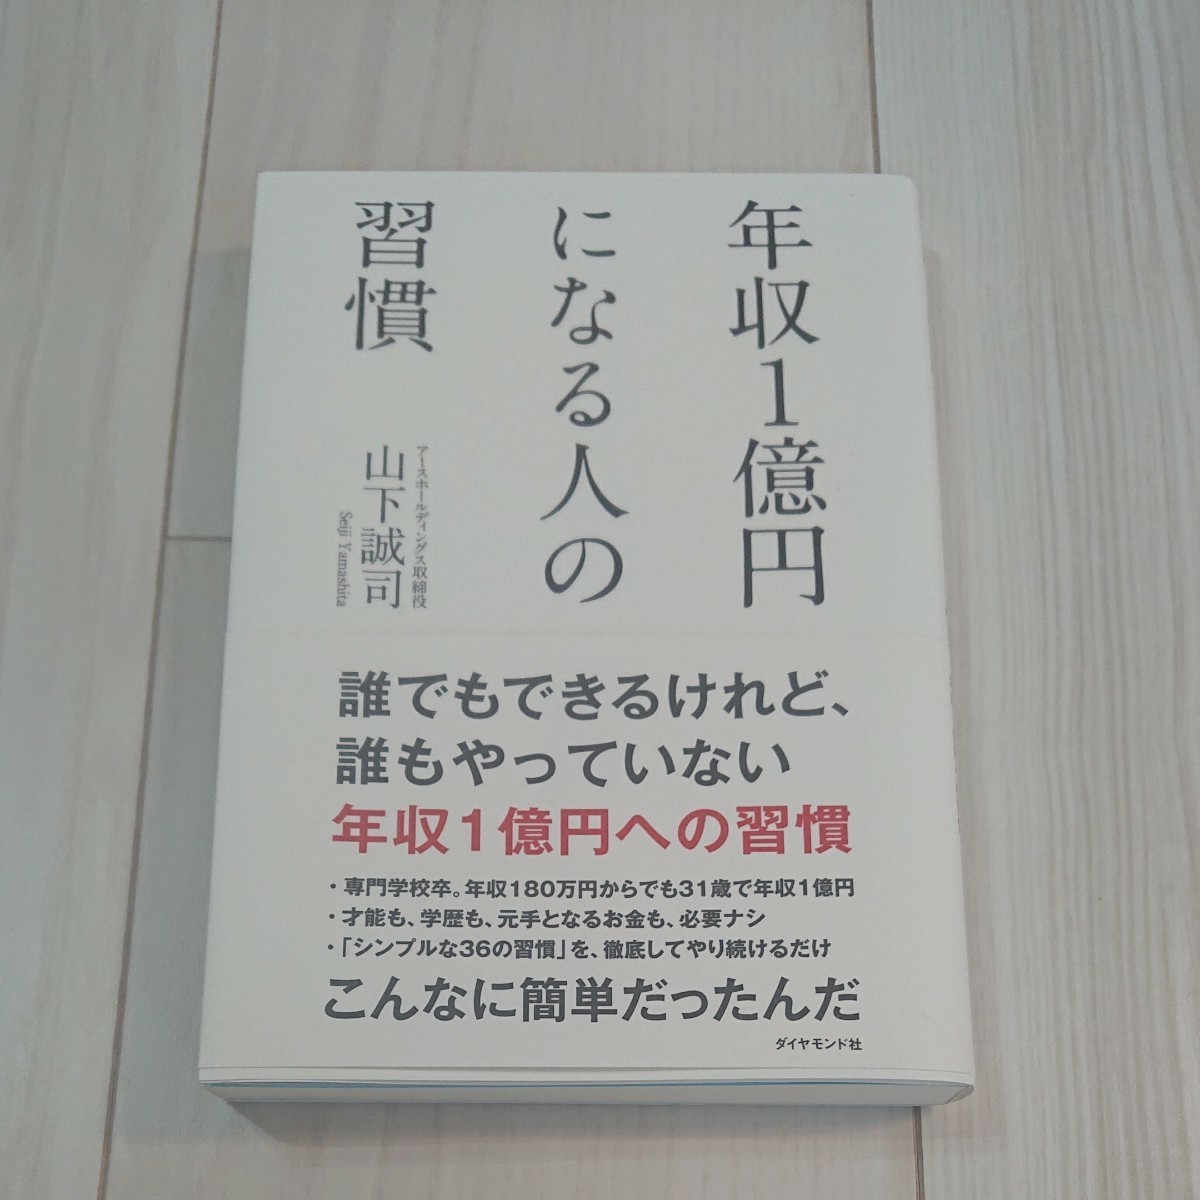 年収1億円
になる人の
習慣
アースホールディングス取締役
山下誠司
Seiji Yamashita
誰でもできるけれど、
誰もやっていない
年収1億円への習慣
・専門学校卒。年収180万円からでも31歳で年収1億円
・才能も、学歴も、元手となるお金も、必要ナシ
・「シンプルな36の習慣」を、徹底してやり続けるだけ
こんなに簡単だったんだ
ダイヤモンド社